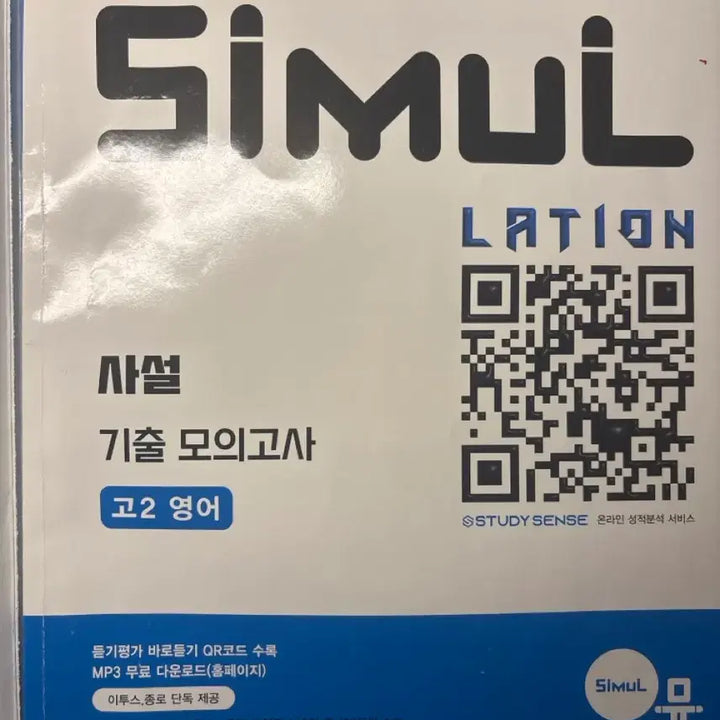 SiMUL
LATION
사설
기출 모의고사
고2 영어
STUDY SENSE 온라인 성적분석 서비스
듣기평가 바로듣기 QR코드 수록
MP3 무료 다운로드(홈페이지)
이투스,종로 단독 제공
SIMUL